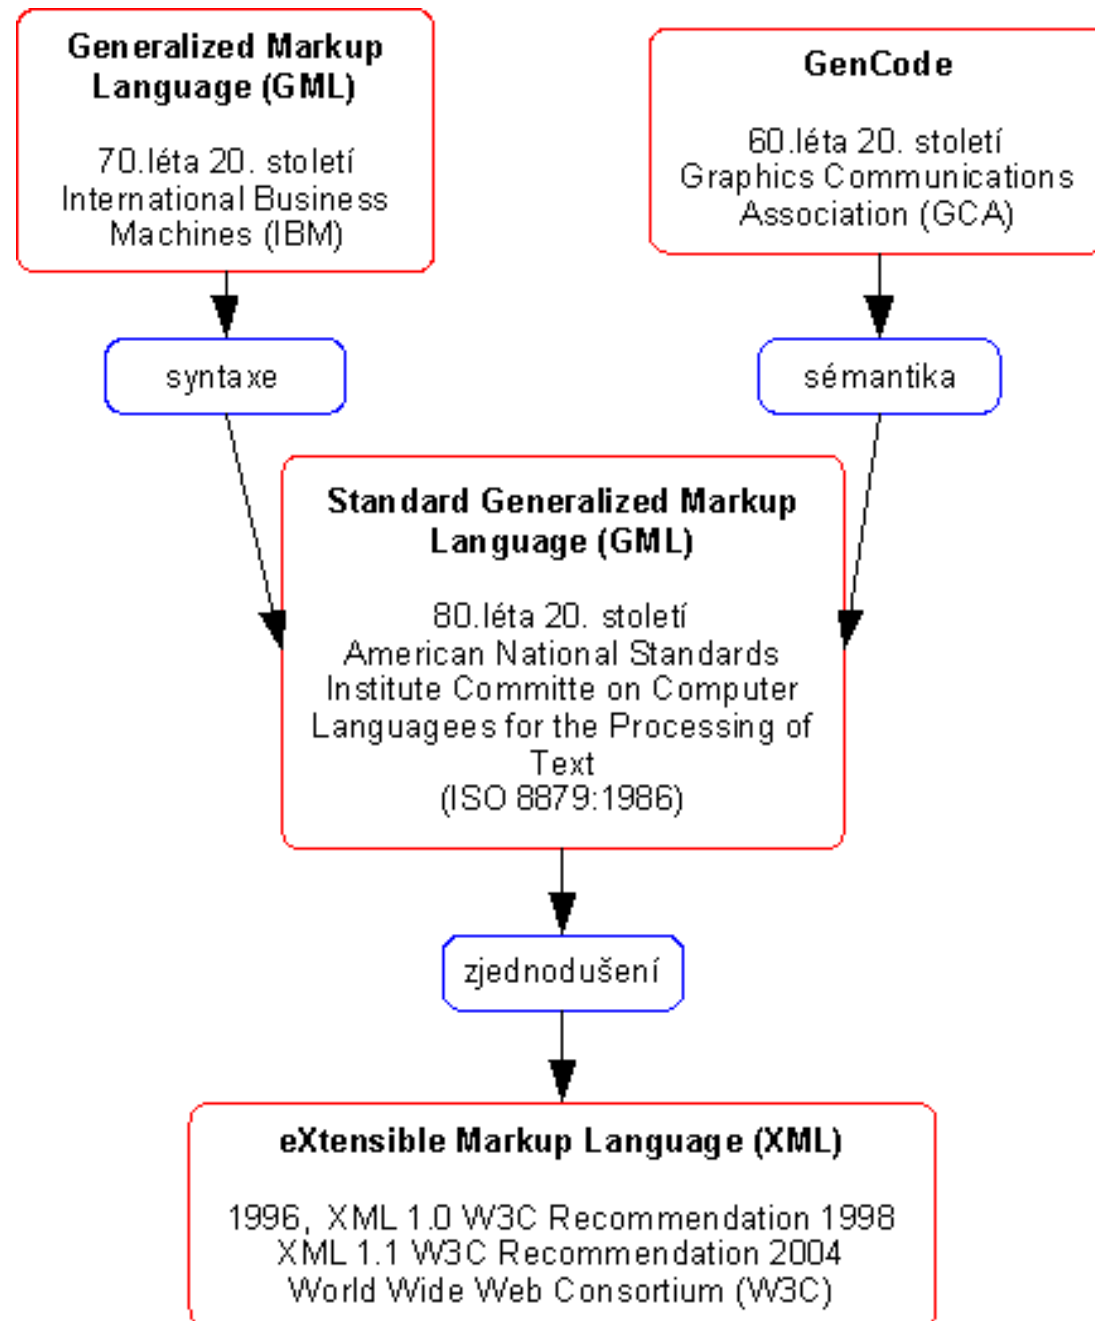 Generalized Markup
Language (GML)
70.léta 20. století
International Business
Machines (IBM)
GenCode
60.léta 20. století
Graphics Communications
Association (GCA)
syntaxe
sémantika
Standard Generalized Markup
Language (GML)
80.léta 20. století
American National Standards
Institute Committe on Computer
Languagees for the Processing of
Text
(ISO 8879:1986)
zjednodušení
eXtensible Markup Language (XML)
1996, XML 1.0 W3C Recommendation 1998
XML 1.1 W3C Recommendation 2004
World Wide Web Consortium (W3C)